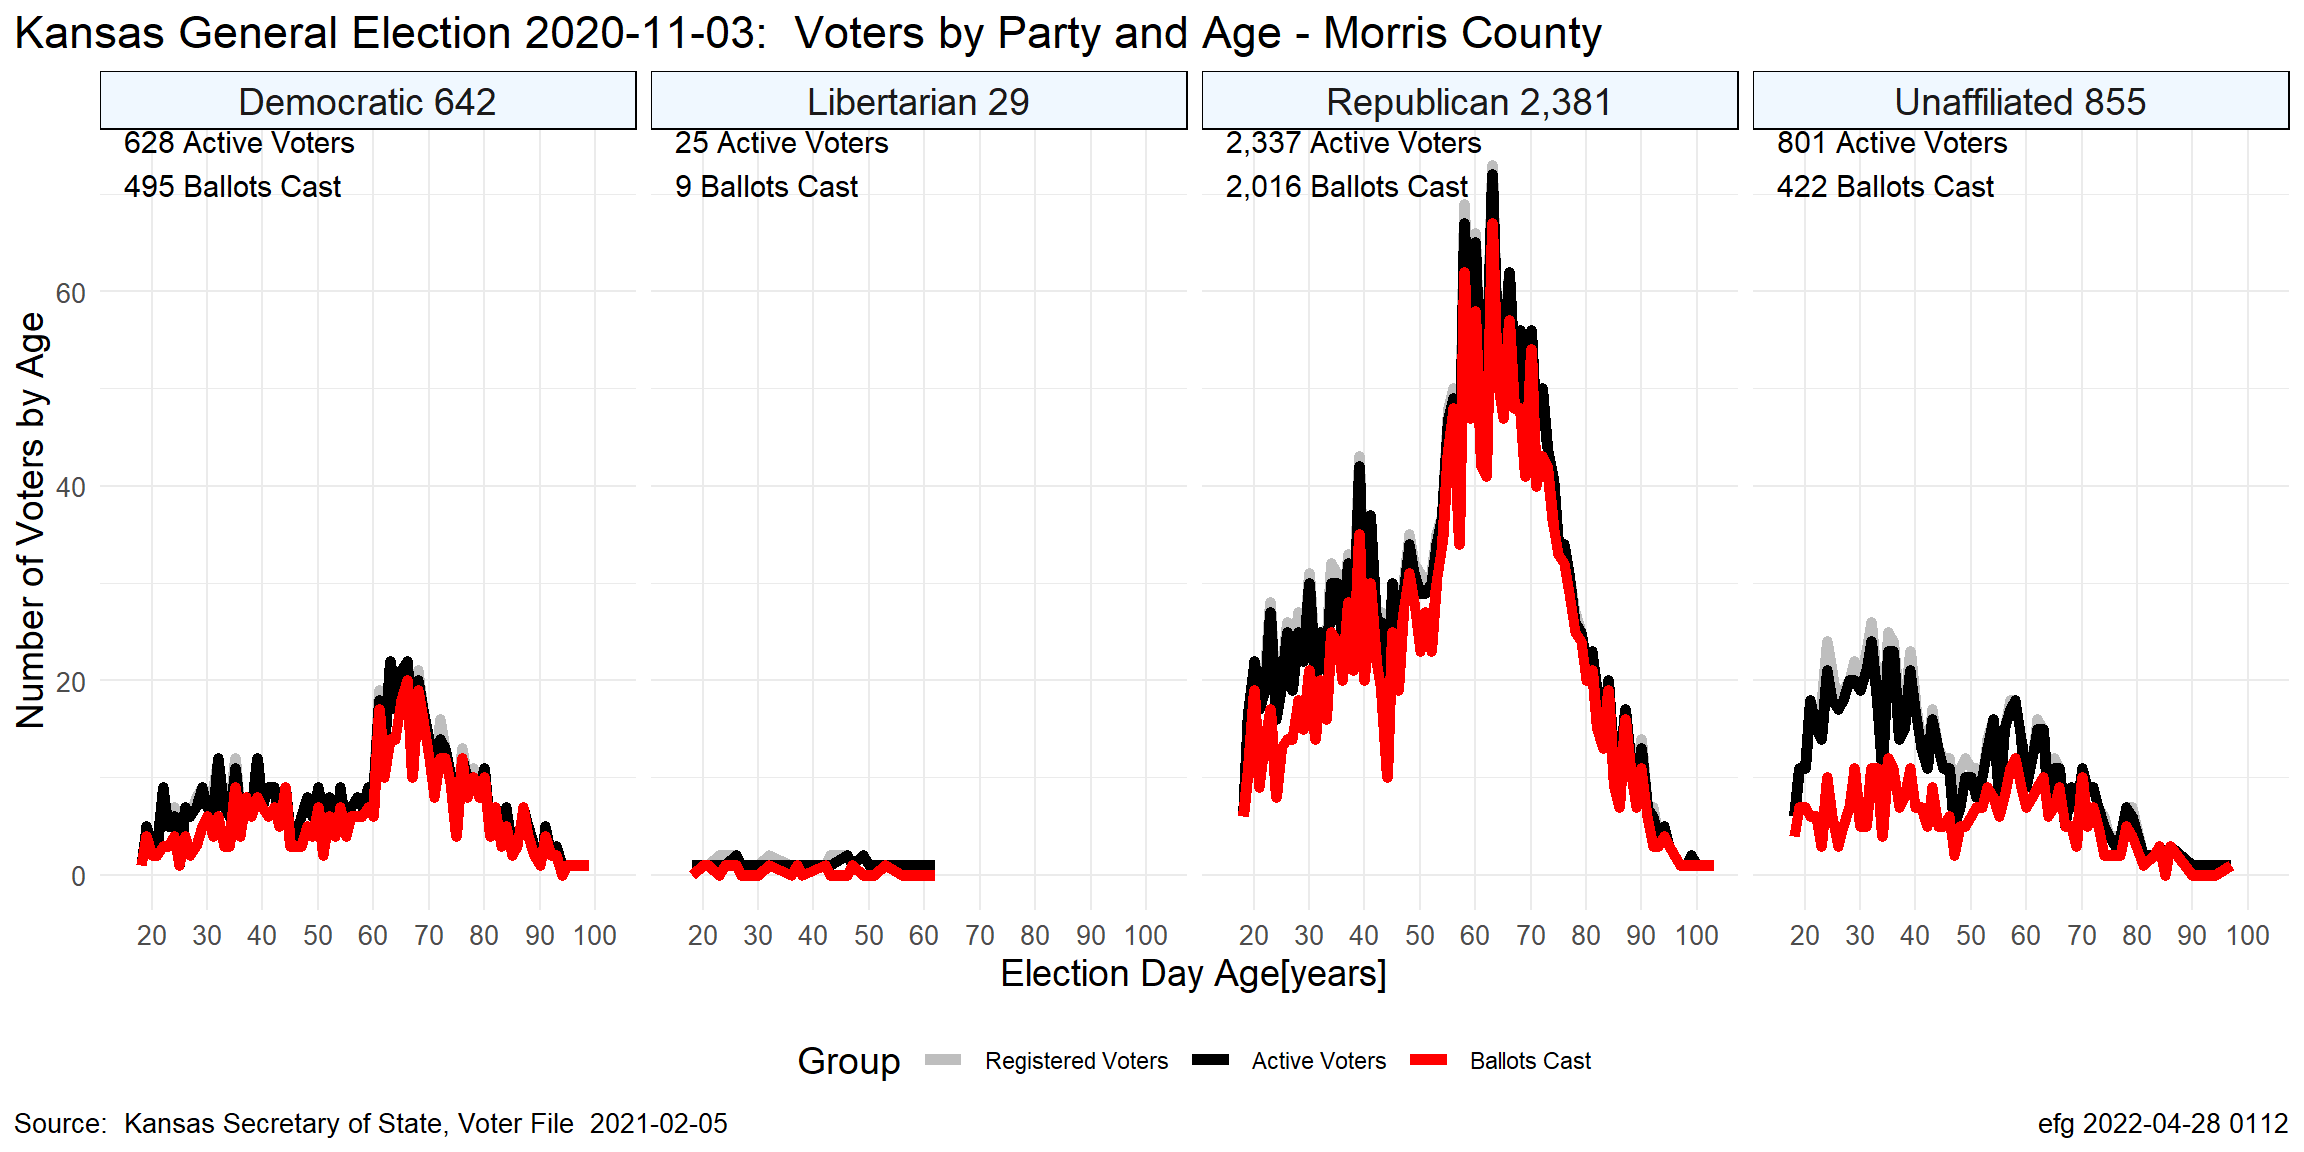 Kansas General Election 2020-11-03:  Voters by Party and Age - Morris County
Democratic 642
Libertarian 29
Republican 2,381
Unaffiliated 855
628 Active Voters
495 Ballots Cast
25 Active Voters
9 Ballots Cast
2,337 Active Voters
2,016 Ballots Cast
801 Active Voters
422 Ballots Cast
Number of Voters by Age
60
40
20
0
20 30 40 50 60 70 80 90 100
20 30 40 50 60 70 80 90 100
20 30 40 50 60 70 80 90 100
20 30 40 50 60 70 80 90 100
Election Day Age[years]
Group Registered Voters Active Voters Ballots Cast
Source:  Kansas Secretary of State, Voter File  2021-02-05
efg 2022-04-28 0112